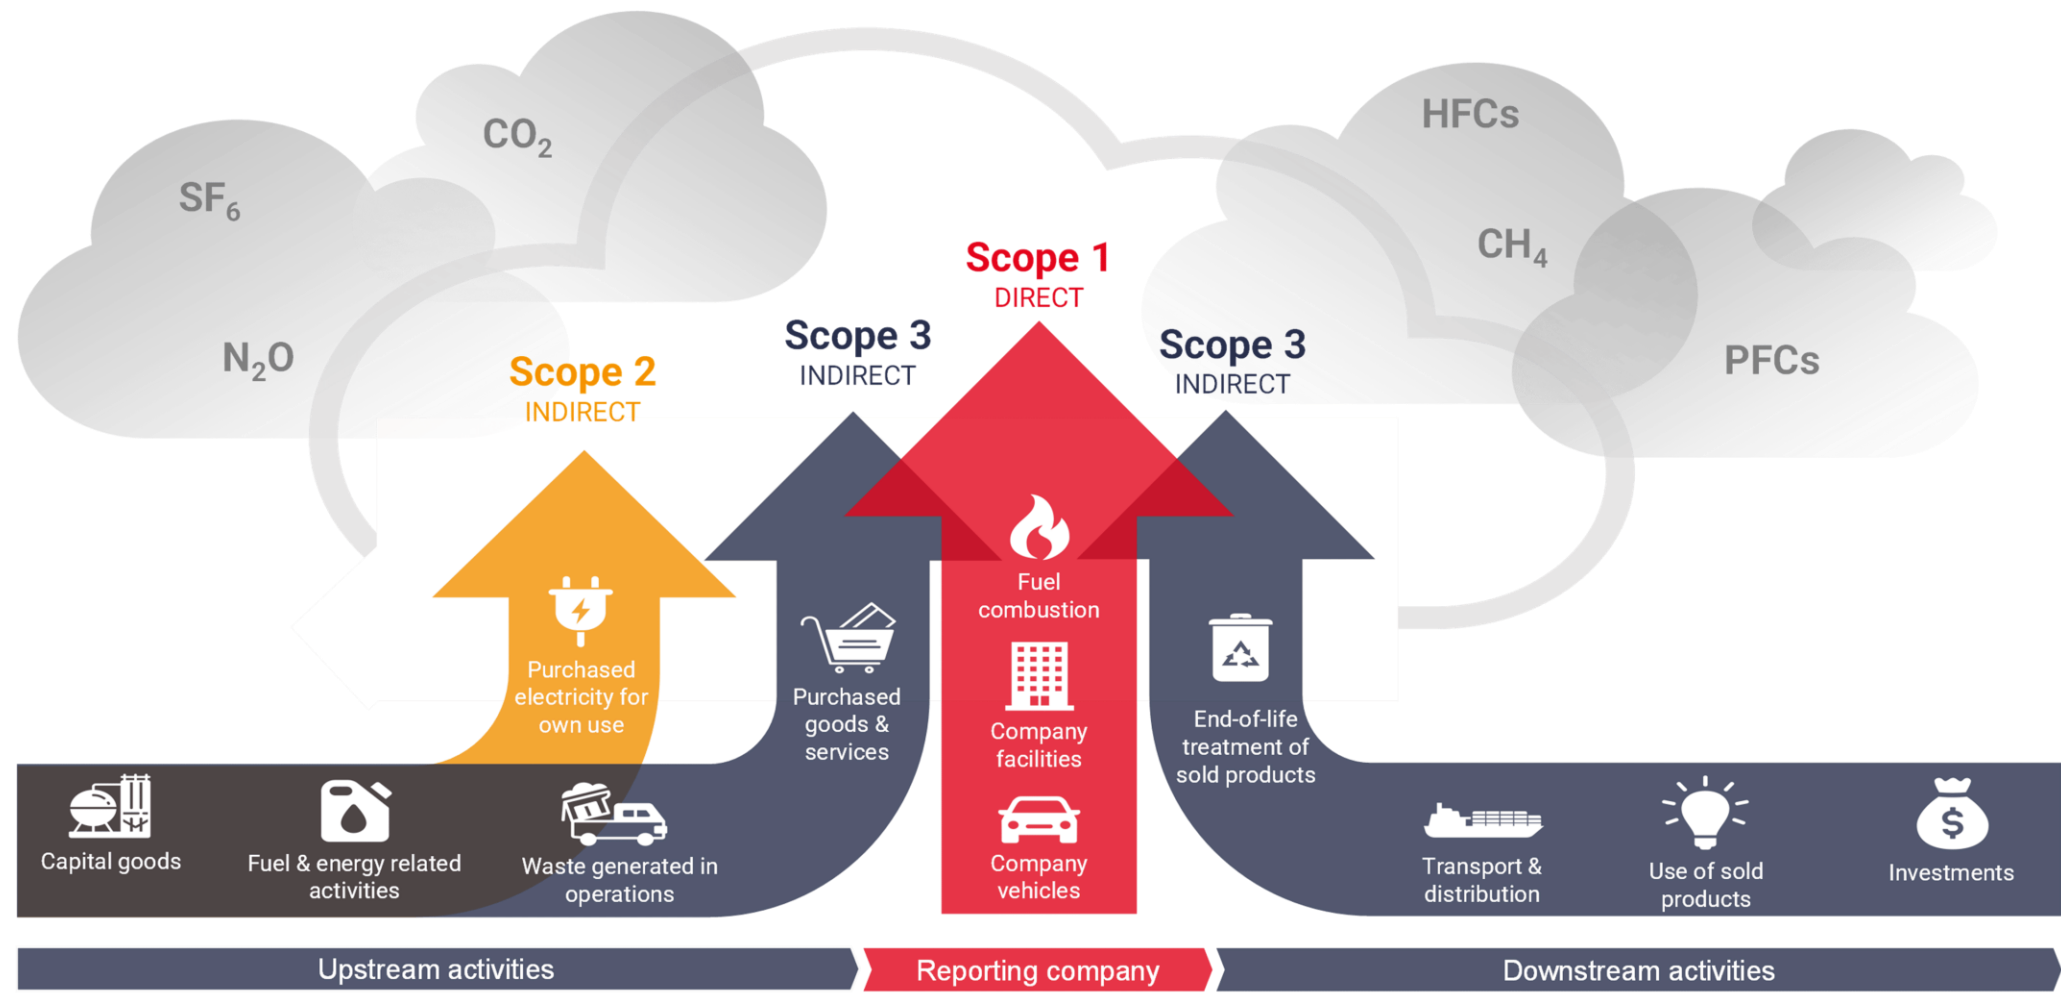 CO₂
HFCs
SF₆
CH₄
N₂O
PFCs
Scope 1
DIRECT
Scope 3
INDIRECT
Scope 3
INDIRECT
Scope 2
INDIRECT
Purchased
electricity for
own use
Purchased
goods &
services
Fuel
combustion
Company
facilities
Company
vehicles
End-of-life
treatment of
sold products
Capital goods
Fuel & energy related
activities
Waste generated in
operations
Transport &
distribution
Use of sold
products
$
Investments
Upstream activities
Reporting company
Downstream activities